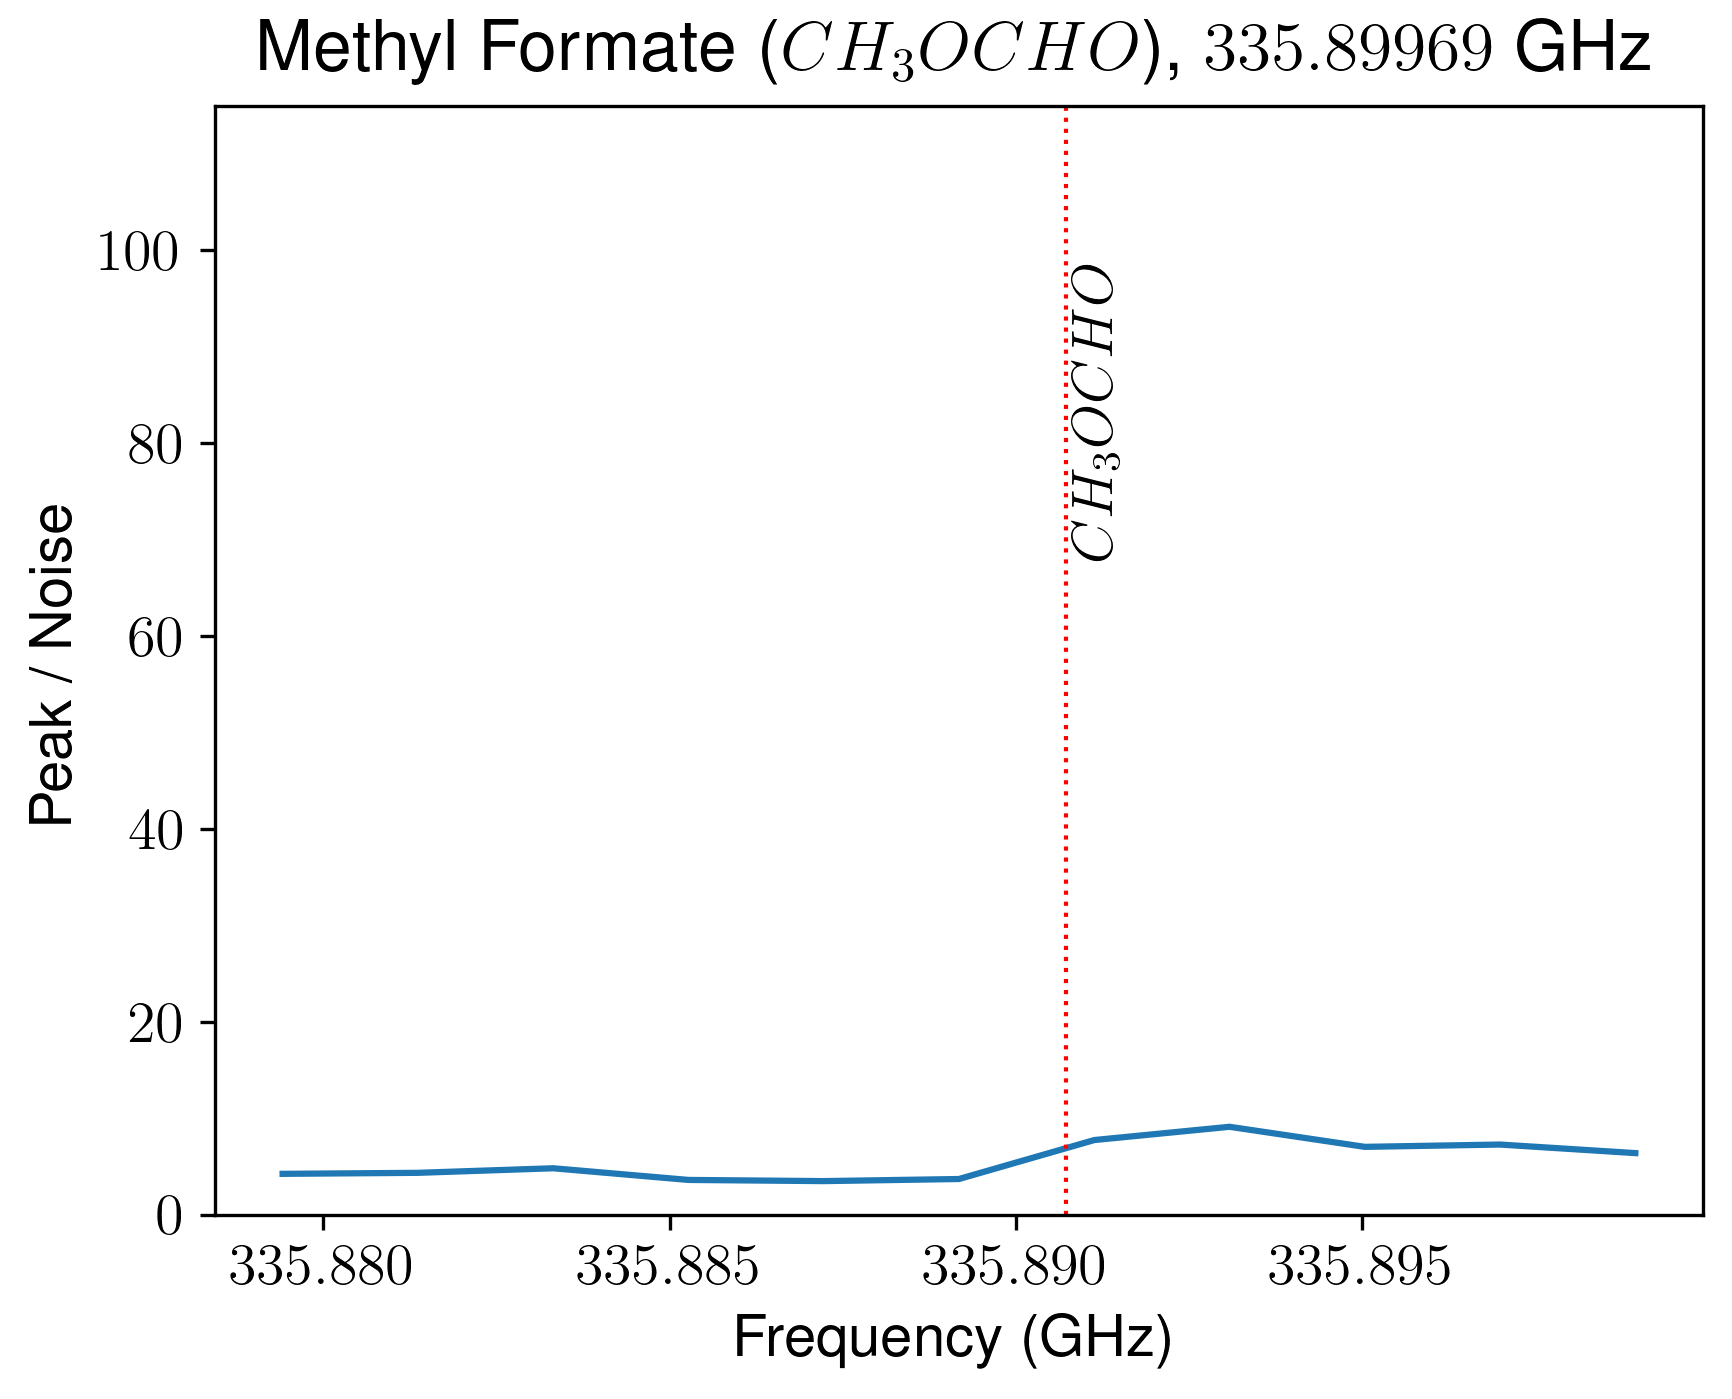 Methyl Formate (CH₃OCHO), 335.89969 GHz
100
80
60
40
20
0
Peak / Noise
CH₃OCHO
335.880 335.885 335.890 335.895
Frequency (GHz)